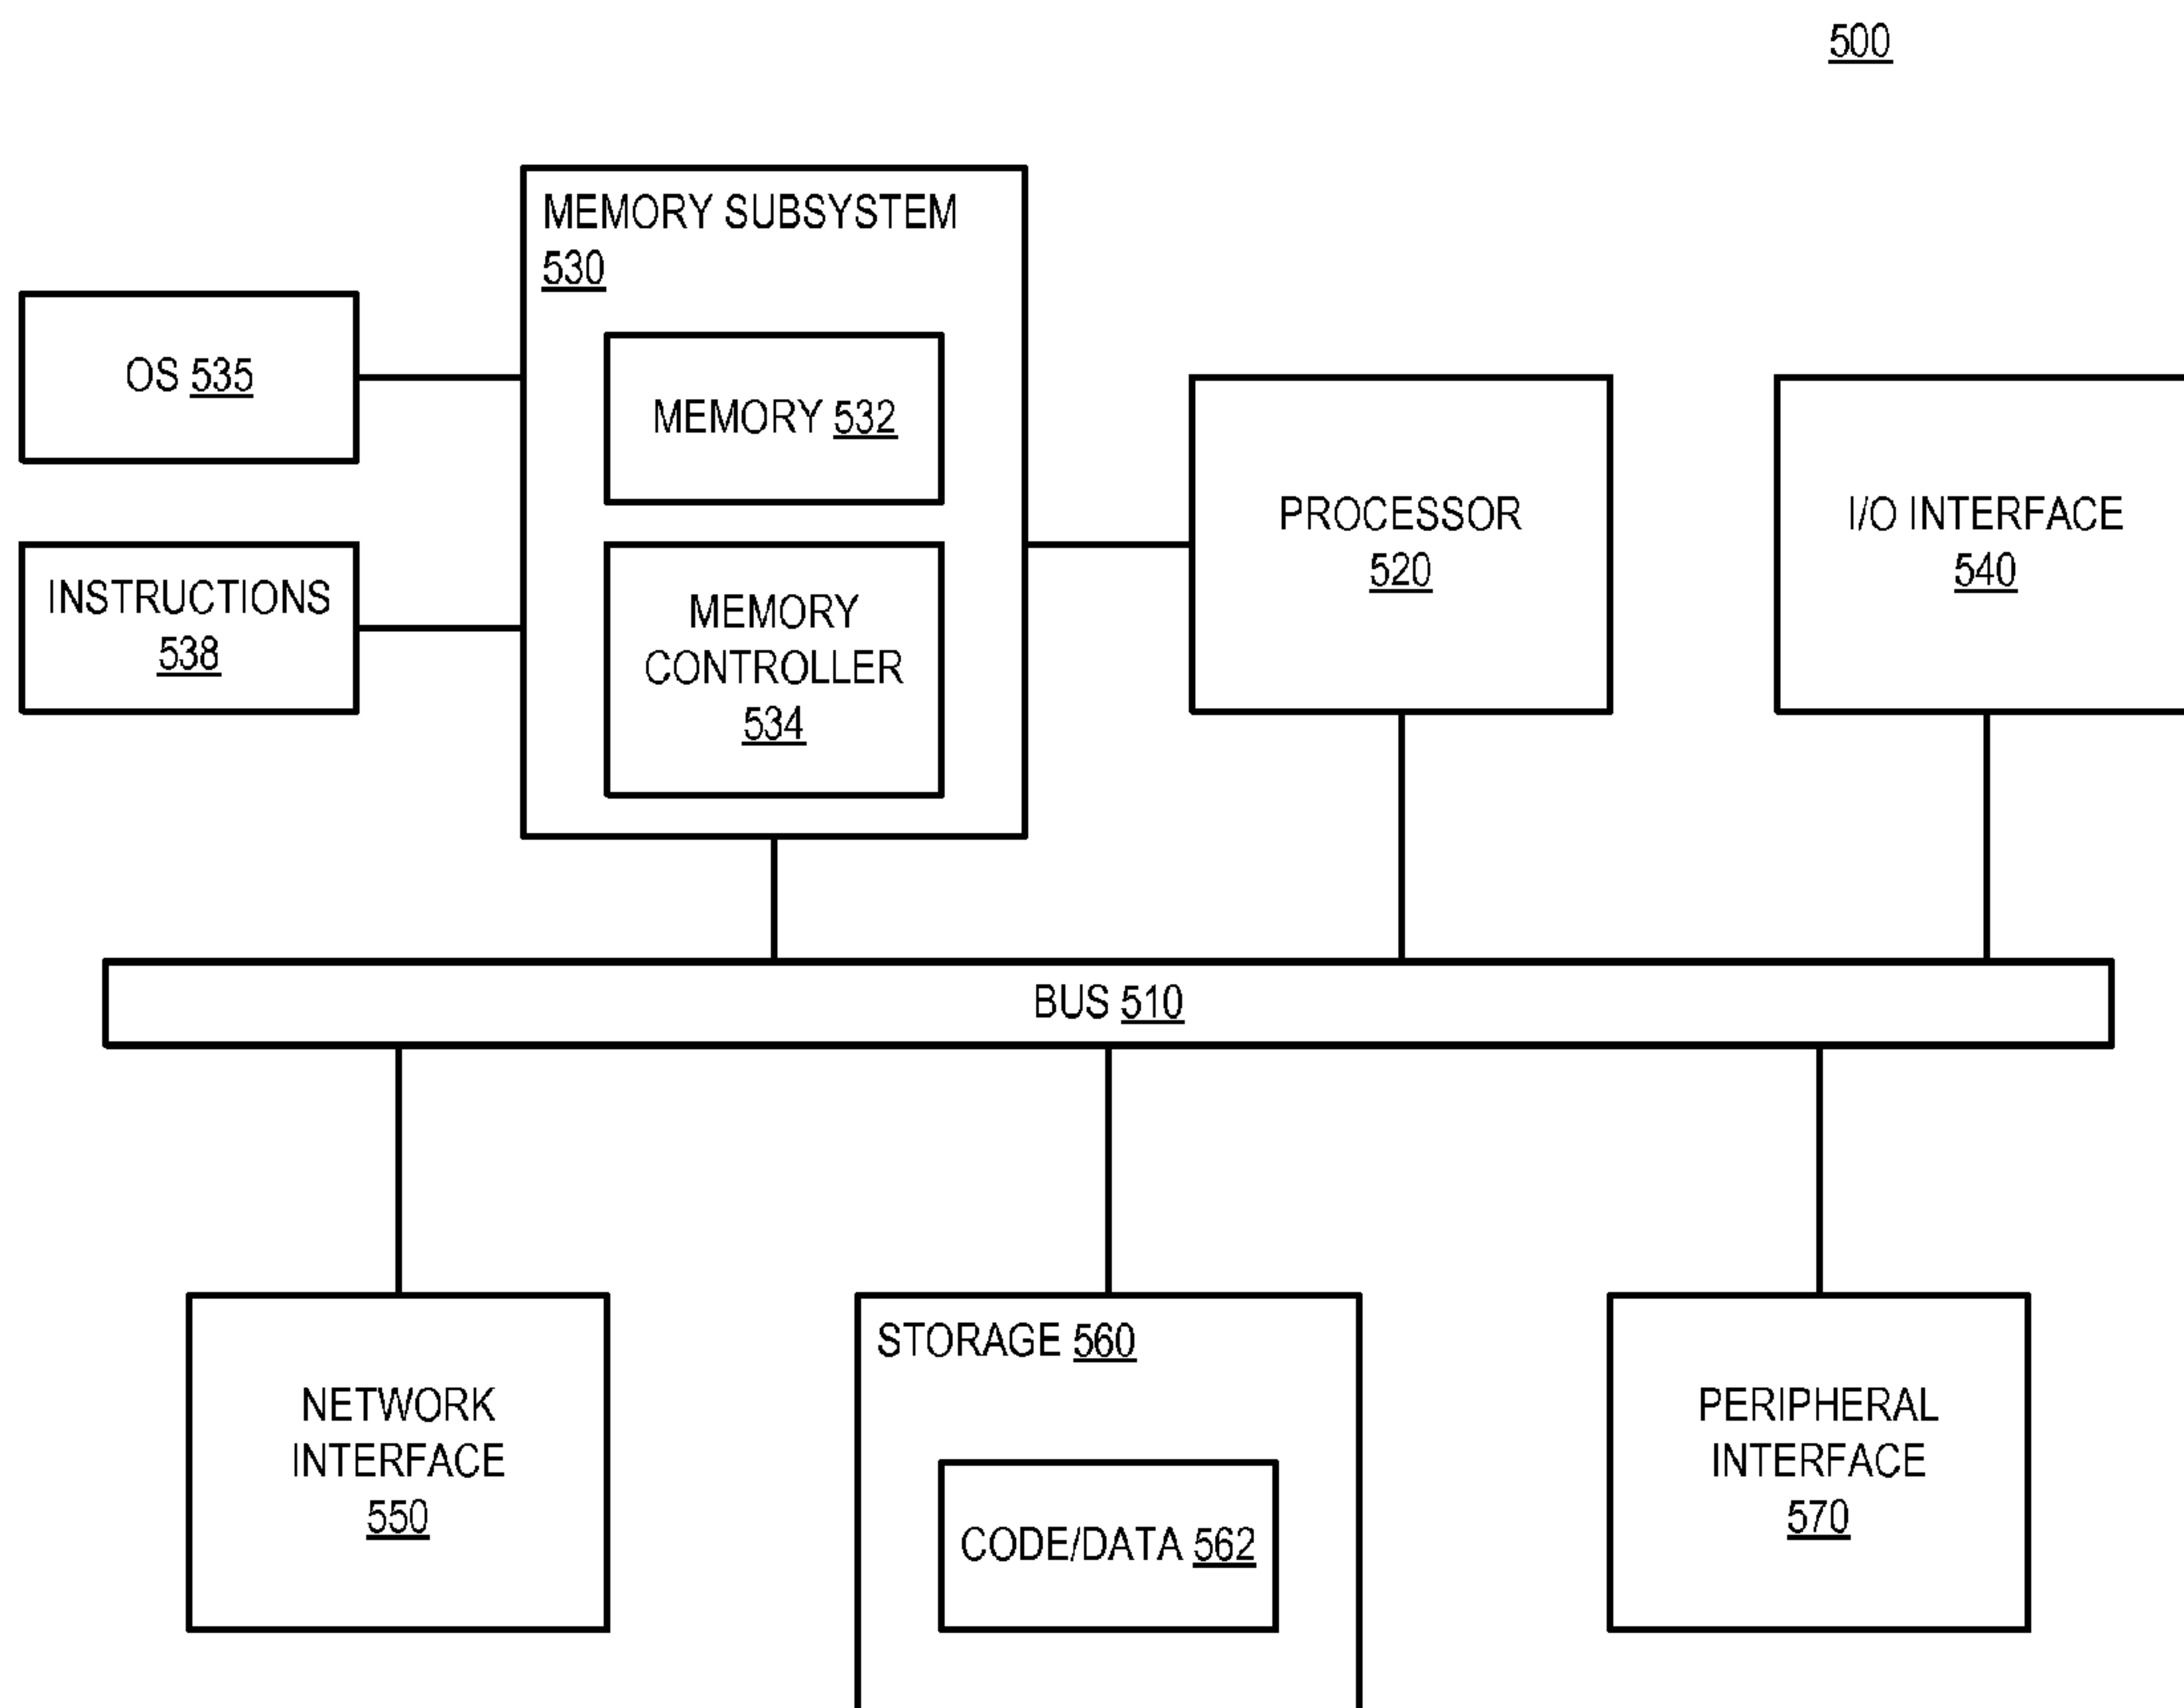 500
MEMORY SUBSYSTEM
530
OS 535
MEMORY 532
PROCESSOR
520
I/O INTERFACE
540
INSTRUCTIONS
538
MEMORY
CONTROLLER
534
BUS 510
NETWORK
INTERFACE
550
STORAGE 560
CODE/DATA 562
PERIPHERAL
INTERFACE
570